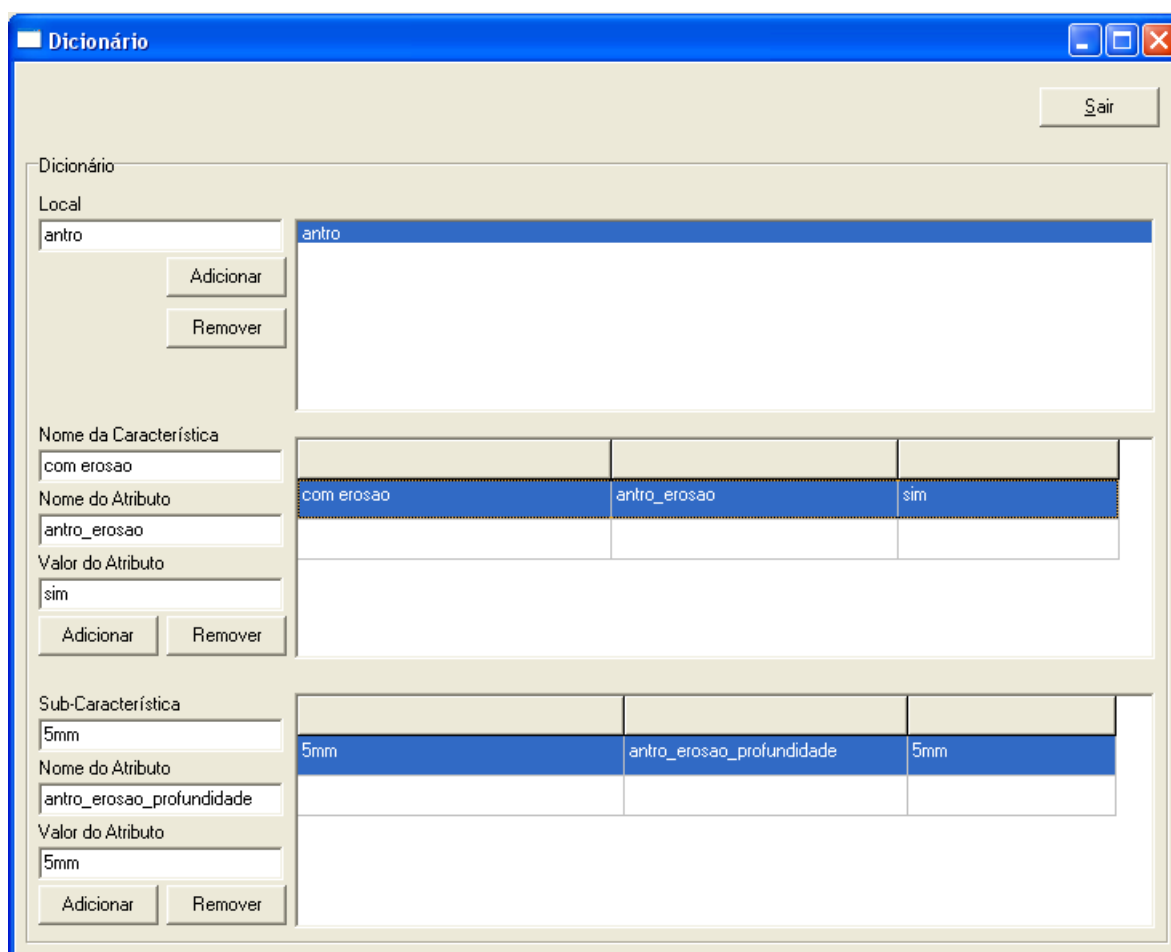 Dicionário
Sair
Dicionário
Local
antro
antro
Adicionar
Remover
Nome da Característica
com erosao
Nome do Atributo
antro_erosao
Valor do Atributo
sim
Adicionar Remover
com erosao antro_erosao sim
Sub-Característica
5mm
Nome do Atributo
antro_erosao_profundidade
Valor do Atributo
5mm
Adicionar Remover
5mm antro_erosao_profundidade 5mm